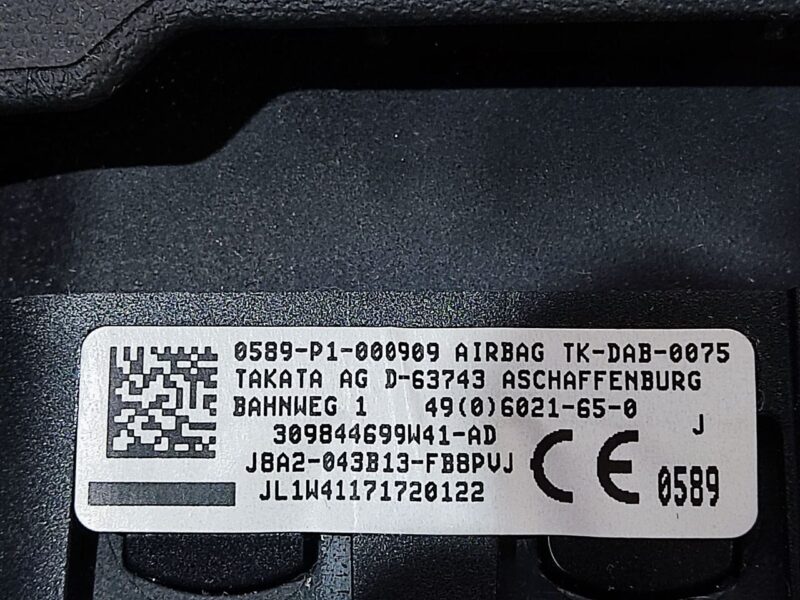 0589-P1-000909 AIRBAG TK-DAB-0075
TAKATA AG D-63743 ASCHAFFENBURG
BAHNWEG 1 49(0)6021-65-0
309844699W41-AD
J
J8A2-043B13-FB8PVJ
CE
JL1W41171720122
0589